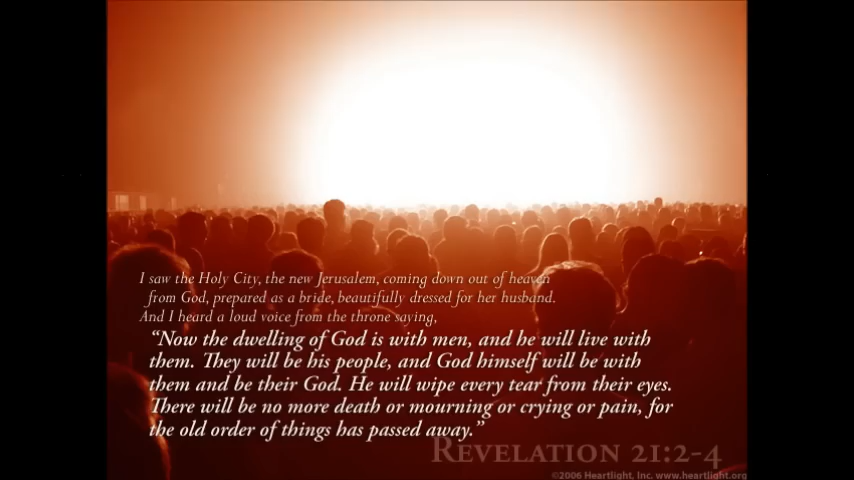 I saw the Holy City, the new Jerusalem, coming down out of heaven
from God, prepared as a bride, beautifully dressed for her husband.
And I heard a loud voice from the throne saying,
“Now the dwelling of God is with men, and he will live with
them. They will be his people, and God himself will be with
them and be their God. He will wipe every tear from their eyes.
There will be no more death or mourning or crying or pain, for
the old order of things has passed away.”
Revelation 21:2-4
©2006 Heartlight, Inc. www.heartlight.org